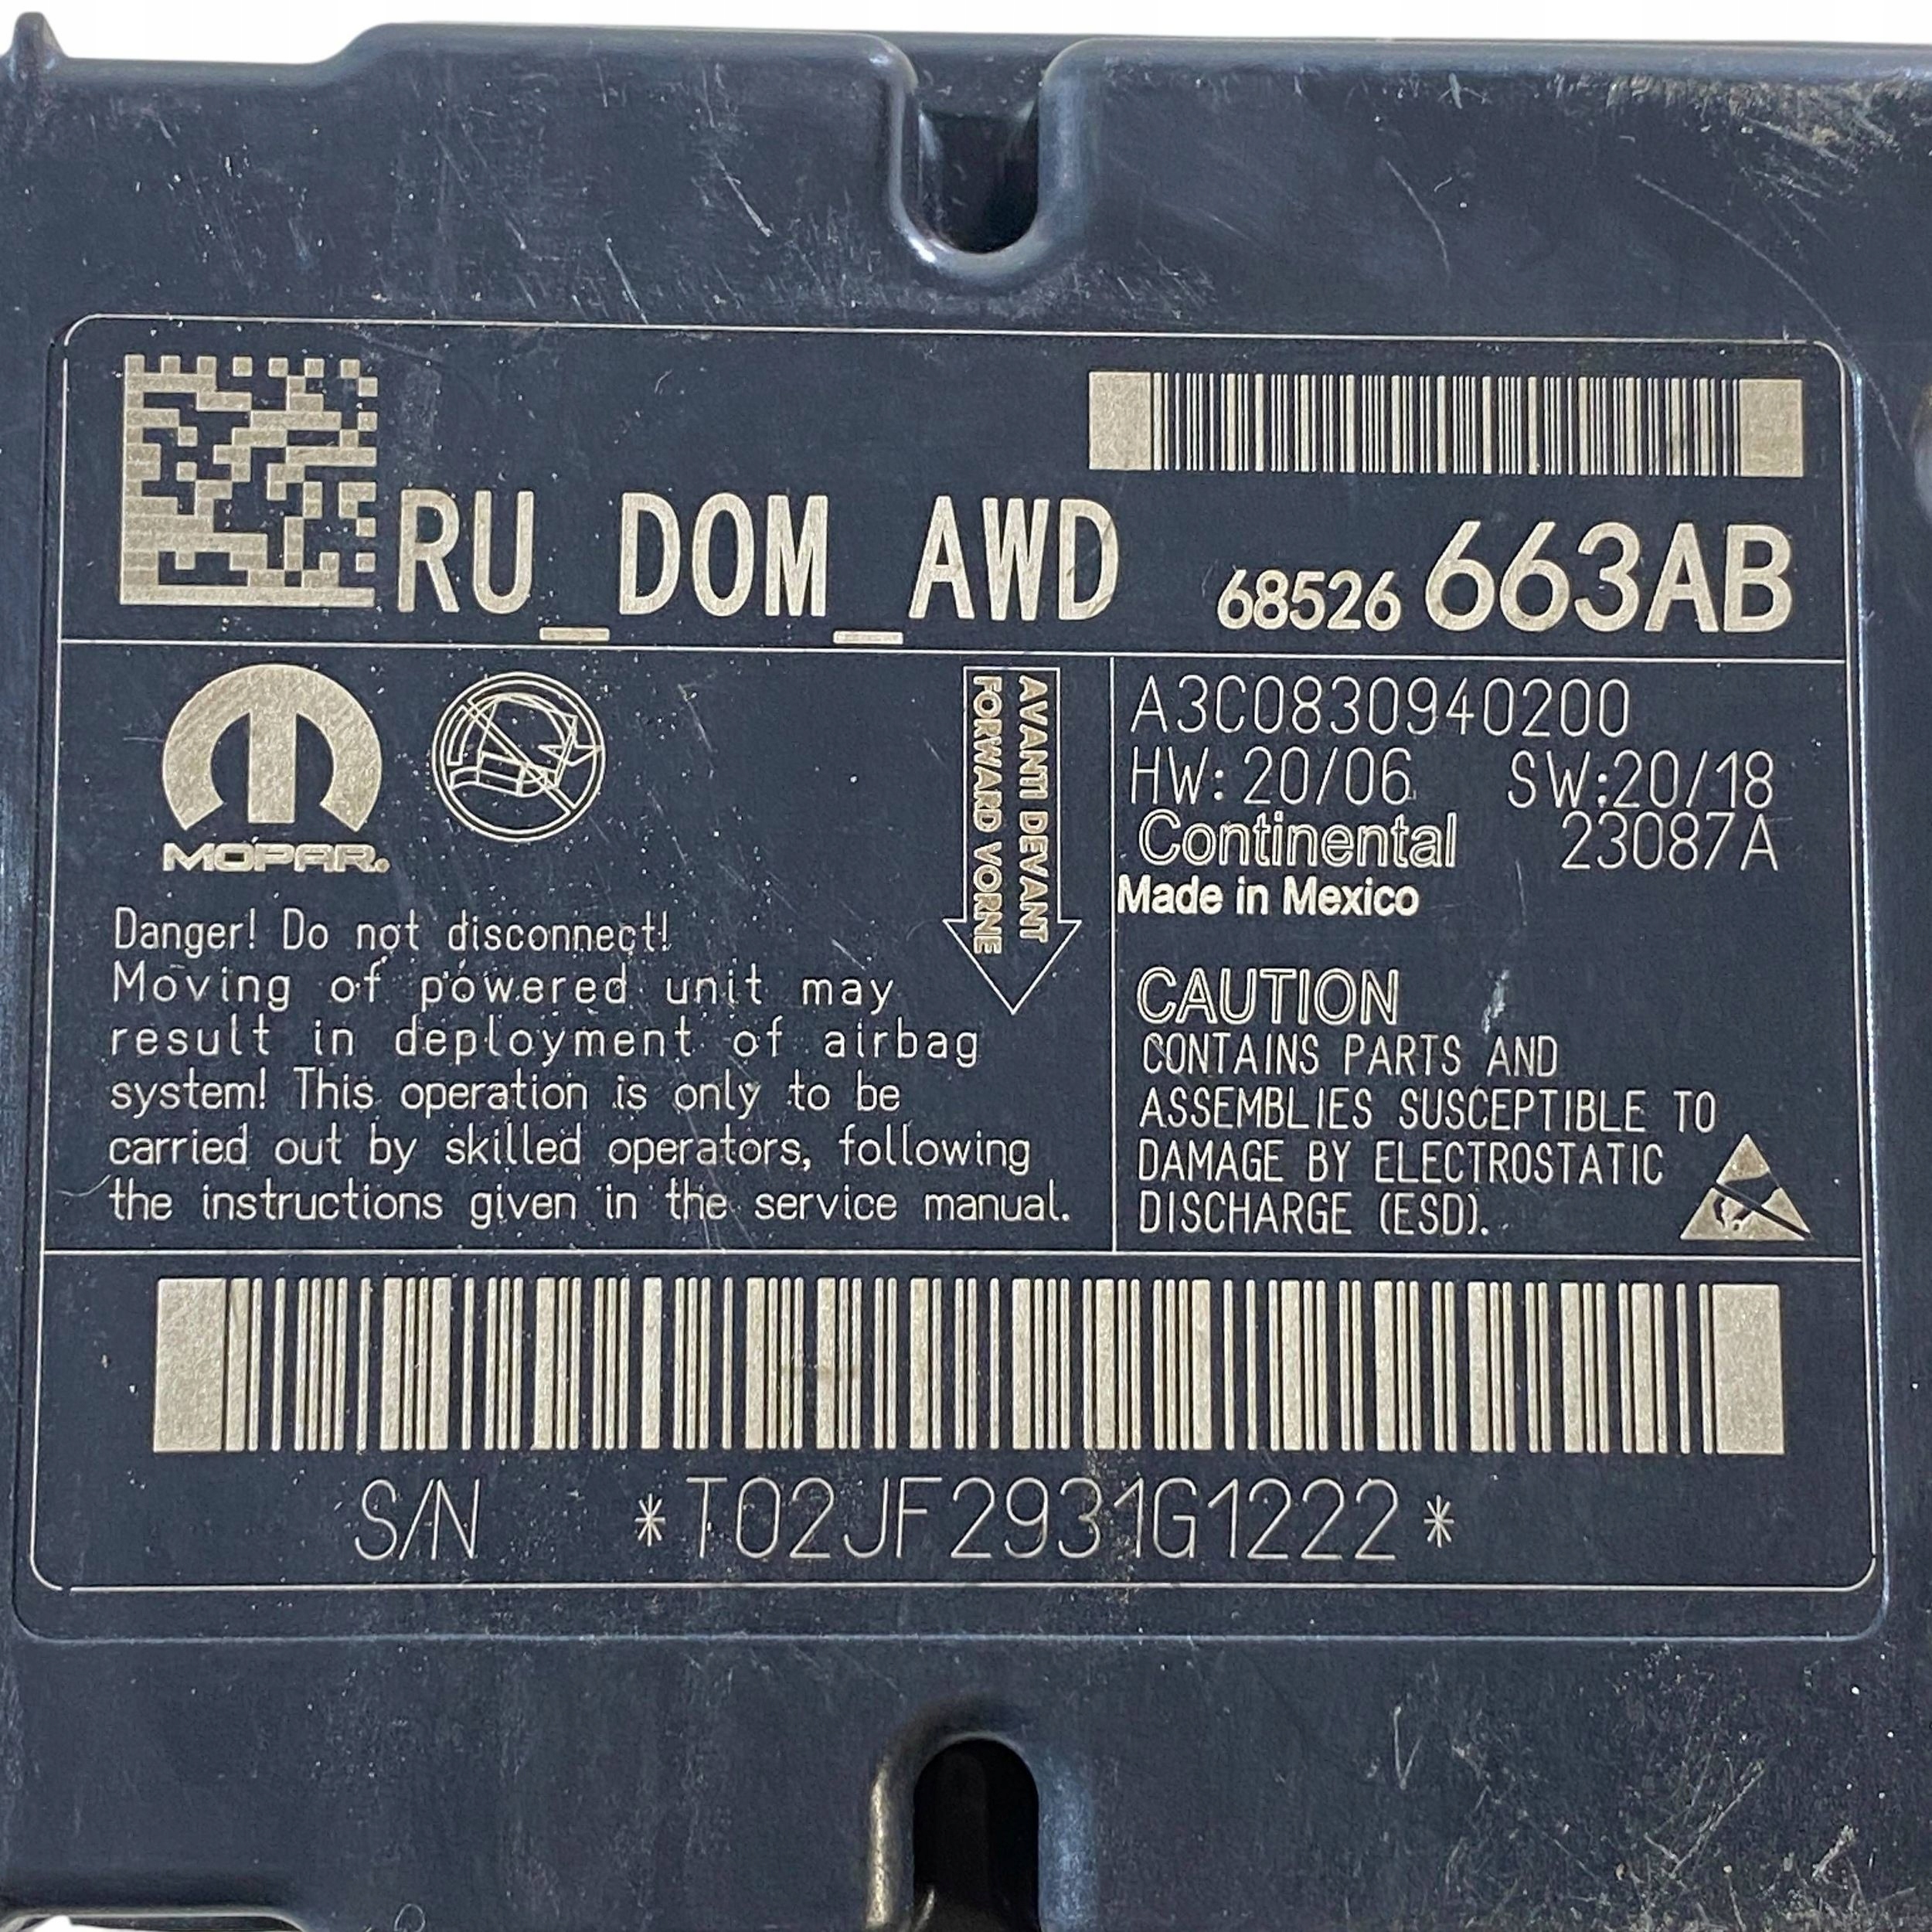 RU_DOM_AWD
68526 663AB
MOPAR®
AVANTI DEVANT
FORWARD VORNE
A3C0830940200
HW: 20/06 SW:20/18
Continental 23087A
Made in Mexico
Danger! Do not disconnect!
Moving of powered unit may
result in deployment of airbag
system! This operation is only to be
carried out by skilled operators, following
the instructions given in the service manual.
CAUTION
CONTAINS PARTS AND
ASSEMBLIES SUSCEPTIBLE TO
DAMAGE BY ELECTROSTATIC
DISCHARGE (ESD).
S/N *T02JF2931G1222*